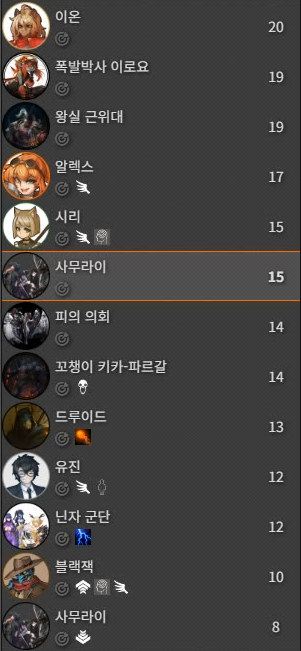 이온 20
폭발박사 이로요 19
왕실 근위대 19
알렉스 17
시리 15
사무라이 15
피의 의회 14
꼬챙이 키카-파르갈 14
드루이드 13
유진 12
닌자 군단 12
블랙잭 10
사무라이 8